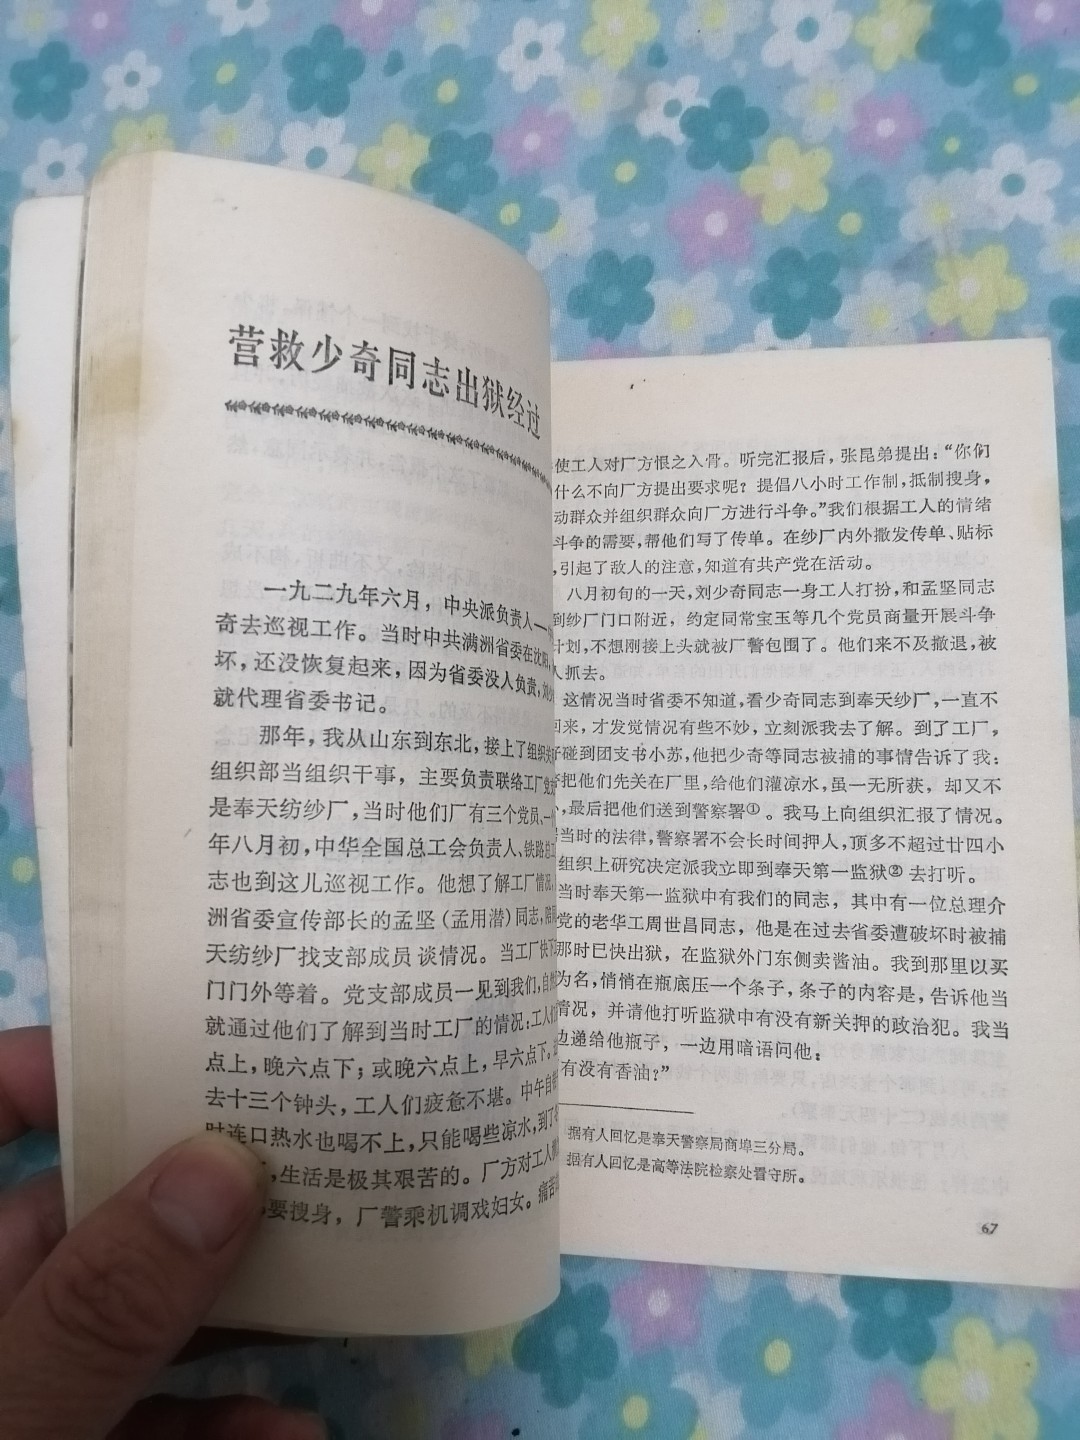 营救少奇同志出狱经过
一九二九年六月，中央派负责人一
奇去巡视工作。当时中共满洲省委在沈阳，
坏，还没恢复起来，因为省委没人负责，
就代理省委书记。
那年，我从山东到东北，接上了组织关
组织部当组织干事，主要负责联络工厂党
是奉天纺纱厂，当时他们厂有三个党员、一
年八月初，中华全国总工会负责人、铁路总工
志也到这儿巡视工作。他想了解工厂情况，
洲省委宣传部长的孟坚（孟用潜）同志，陪
天纺纱厂找支部成员谈情况。当工厂快下
门门外等着。党支部成员一见到我们，自然
就通过他们了解到当时工厂的情况：工人
点上，晚六点下；或晚六点上，早六点下。
去十三个钟头，工人们疲惫不堪。中午自
时连口热水也喝不上，只能喝些凉水，到了
，生活是极其艰苦的。厂方对工人
要搜身，厂警乘机调戏妇女。痛苦
使工人对厂方恨之入骨。听完汇报后，张昆弟提出：“你们
什么不向厂方提出要求呢？提倡八小时工作制，抵制搜身，
动群众并组织群众向厂方进行斗争。”我们根据工人的情绪
斗争的需要，帮他们写了传单。在纱厂内外撒发传单、贴标
，引起了敌人的注意，知道有共产党在活动。
八月初旬的一天，刘少奇同志一身工人打扮，和孟坚同志
到纱厂门口附近，约定同常宝玉等几个党员商量开展斗争
计划，不想刚接上头就被厂警包围了。他们来不及撤退，被
人抓去。
这情况当时省委不知道，看少奇同志到奉天纱厂，一直不
回来，才发觉情况有些不妙，立刻派我去了解。到了工厂，
子碰到团支书小苏，他把少奇等同志被捕的事情告诉了我：
把他们先关在厂里，给他们灌凉水，虽一无所获，却又不
，最后把他们送到警察署①。我马上向组织汇报了情况。
当时的法律，警察署不会长时间押人，顶多不超过廿四小
组织上研究决定派我立即到奉天第一监狱②去打听。
当时奉天第一监狱中有我们的同志，其中有一位总理介
党的老华工周世昌同志，他是在过去省委遭破坏时被捕
那时已快出狱，在监狱外门东侧卖酱油。我到那里以买
为名，悄悄在瓶底压一个条子，条子的内容是，告诉他当
情况，并请他打听监狱中有没有新关押的政治犯。我当
边递给他瓶子，一边用暗语问他：
有没有香油？”
据有人回忆是奉天警察局商埠三分局。
据有人回忆是高等法院检察处看守所。
67